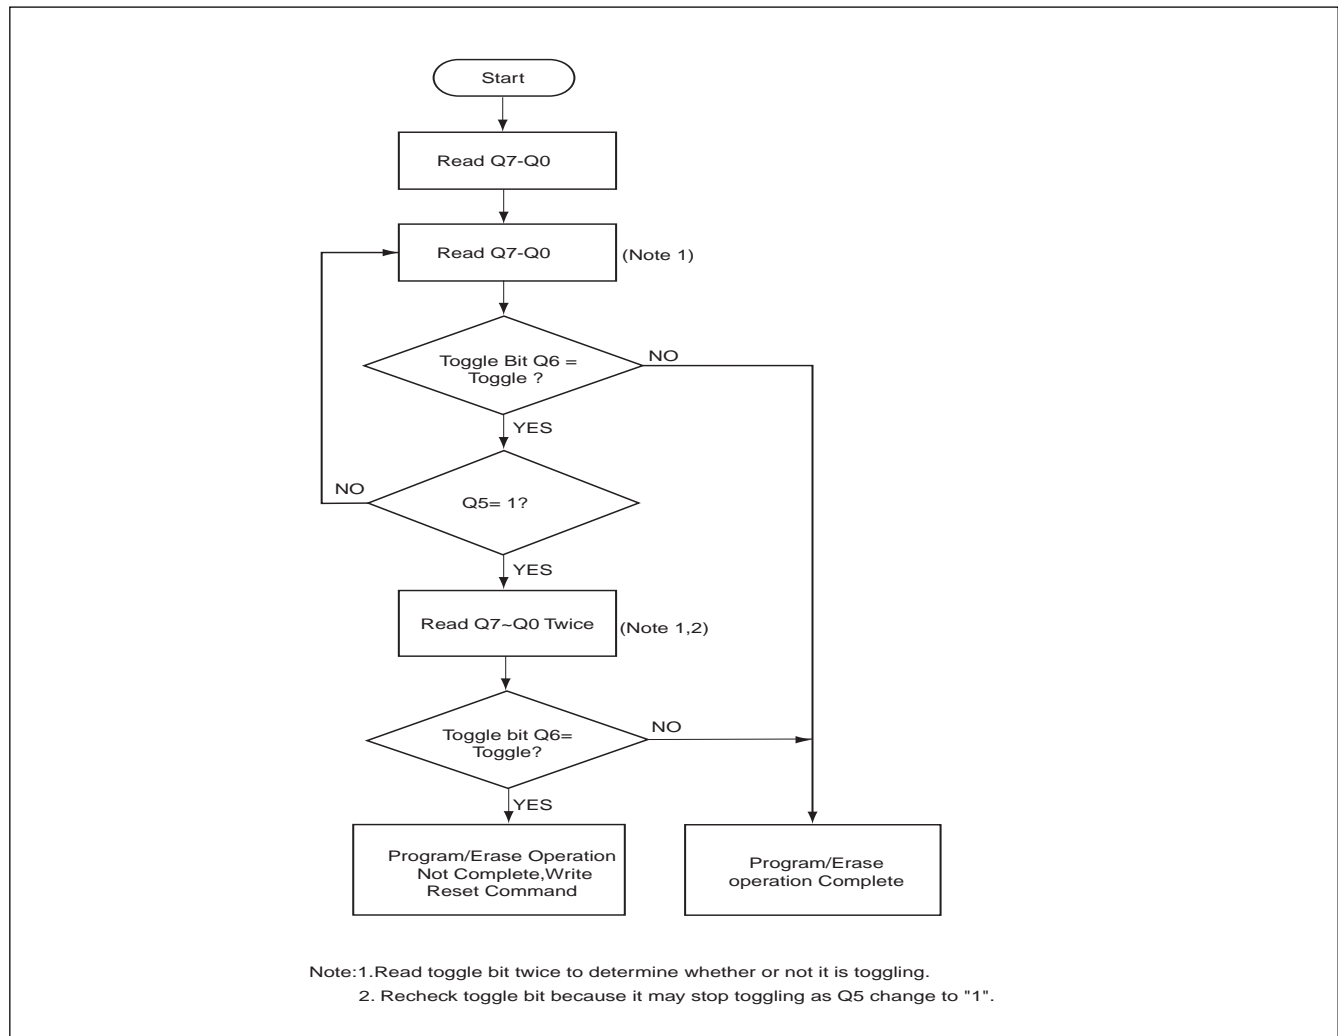 Start
Read Q7-Q0
Read Q7-Q0
(Note 1)
Toggle Bit Q6 =
Toggle ?
NO
YES
Q5= 1?
NO
YES
Read Q7~Q0 Twice
(Note 1,2)
Toggle bit Q6=
Toggle?
NO
YES
Program/Erase Operation
Not Complete,Write
Reset Command
Program/Erase
operation Complete
Note:1.Read toggle bit twice to determine whether or not it is toggling.
2. Recheck toggle bit because it may stop toggling as Q5 change to "1".